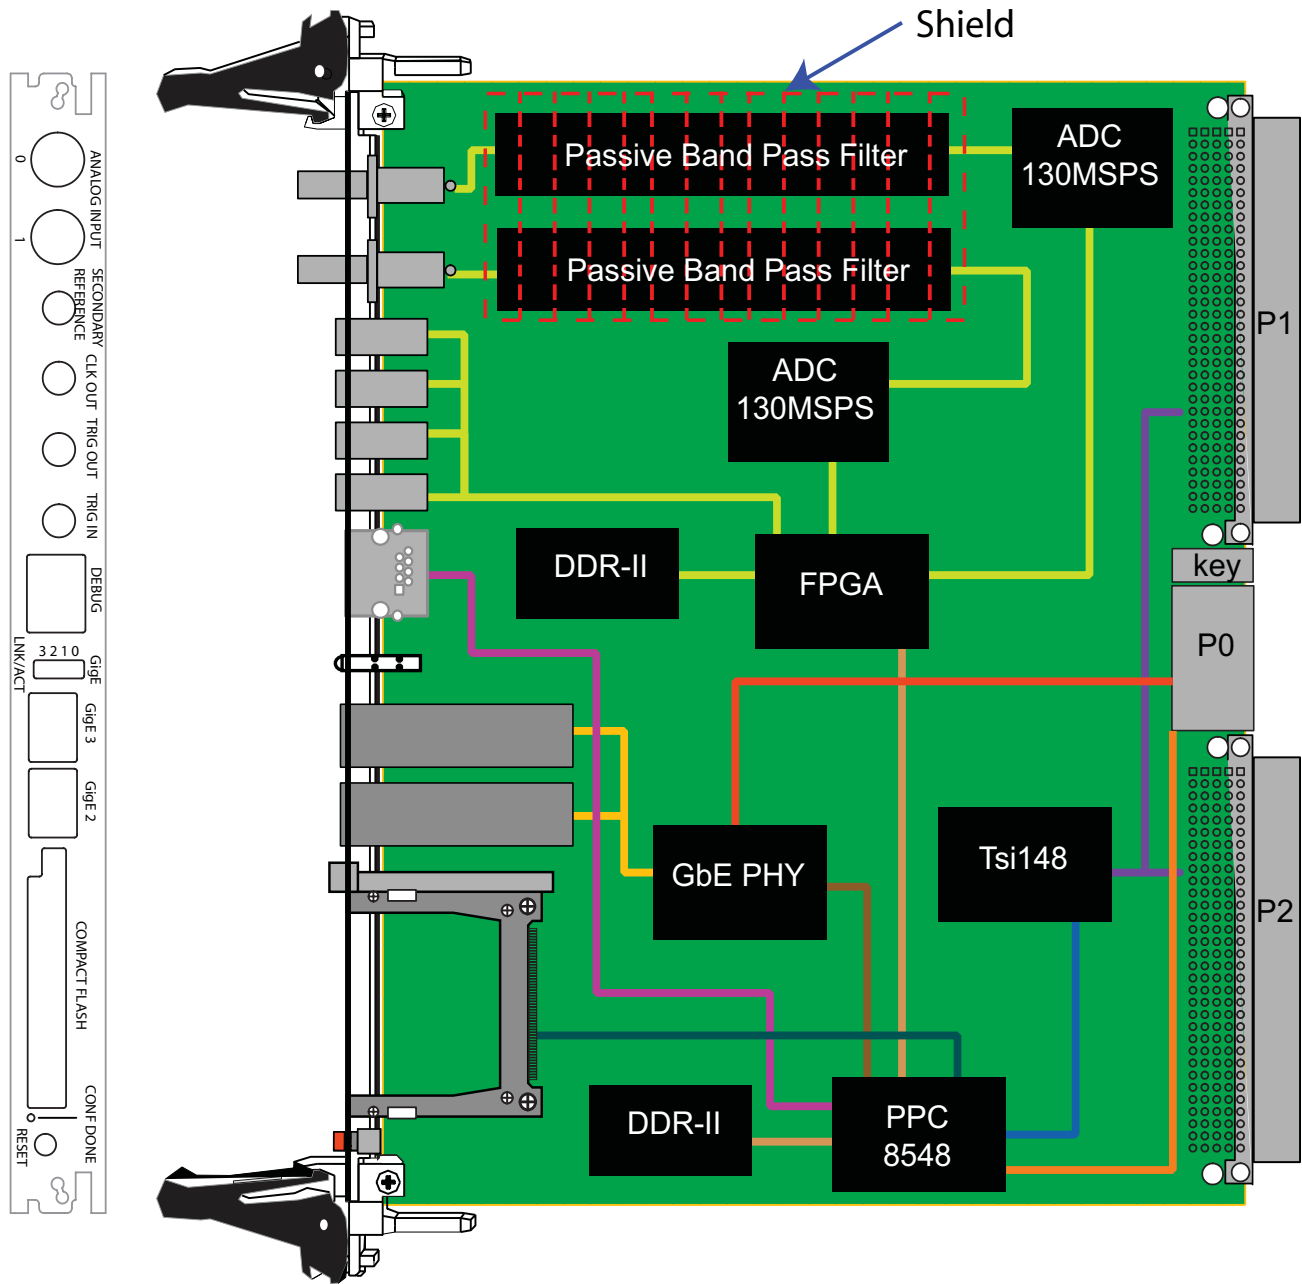 Shield
Passive Band Pass Filter
ADC
130MSPS
Passive Band Pass Filter
ADC
130MSPS
DDR-II
FPGA
P1
key
P0
GbE PHY
Tsi148
P2
DDR-II
PPC
8548
0
ANALOG INPUT
1
SECONDARY
REFERENCE
CLK OUT
TRIG OUT
TRIG IN
DEBUG
LNK/ACT
3 2 1 0
GigE
GigE 3
GigE 2
COMPACT FLASH
CONF DONE
RESET